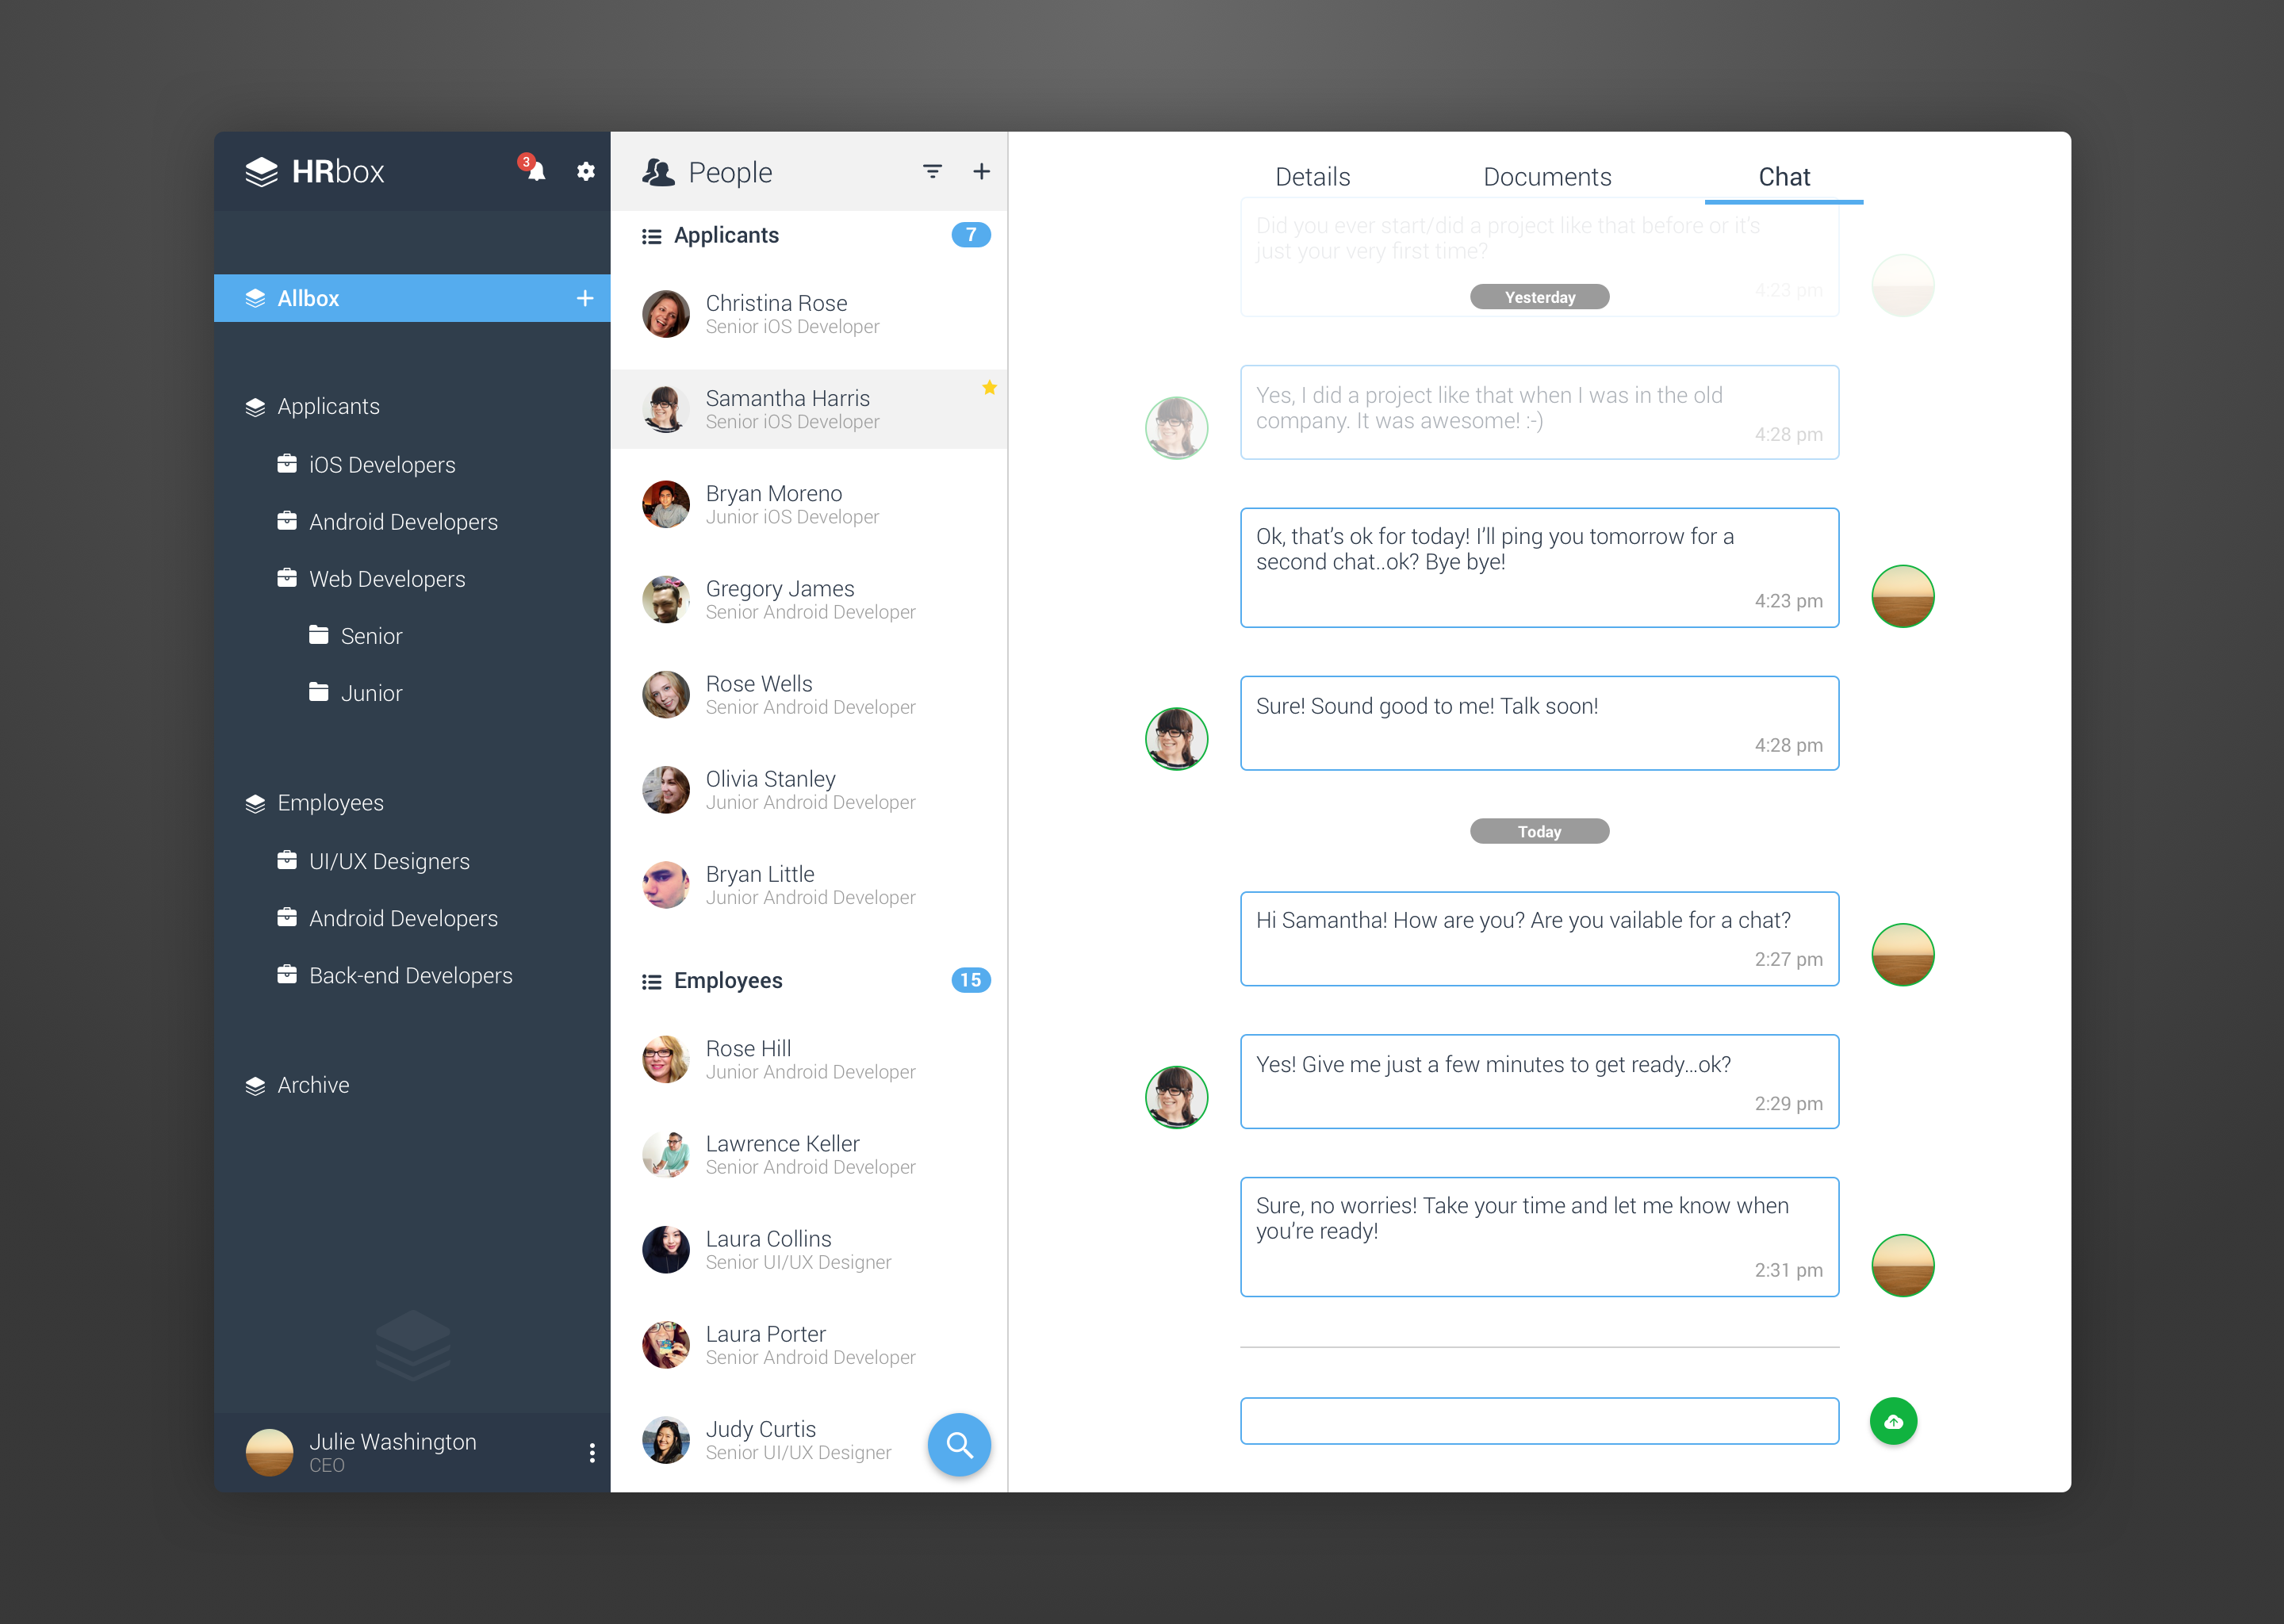 HRbox
3
Allbox
Applicants
iOS Developers
Android Developers
Web Developers
Senior
Junior
Employees
UI/UX Designers
Android Developers
Back-end Developers
Archive
Julie Washington
CEO
People
Applicants
7
Christina Rose
Senior iOS Developer
Samantha Harris
Senior iOS Developer
Bryan Moreno
Junior iOS Developer
Gregory James
Senior Android Developer
Rose Wells
Senior Android Developer
Olivia Stanley
Junior Android Developer
Bryan Little
Junior Android Developer
Employees
15
Rose Hill
Junior Android Developer
Lawrence Keller
Senior Android Developer
Laura Collins
Senior UI/UX Designer
Laura Porter
Senior Android Developer
Judy Curtis
Senior UI/UX Designer
Details
Documents
Chat
Did you ever start/did a project like that before or it's
just your very first time?
4:23 pm
Yesterday
Yes, I did a project like that when I was in the old
company. It was awesome! :-)
4:28 pm
Ok, that’s ok for today! I’ll ping you tomorrow for a
second chat..ok? Bye bye!
4:23 pm
Sure! Sound good to me! Talk soon!
4:28 pm
Today
Hi Samantha! How are you? Are you vailable for a chat?
2:27 pm
Yes! Give me just a few minutes to get ready...ok?
2:29 pm
Sure, no worries! Take your time and let me know when
you’re ready!
2:31 pm